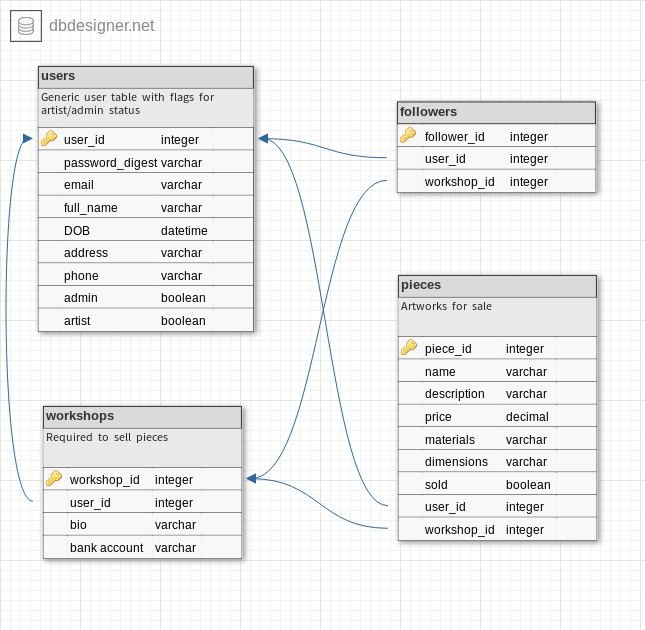 dbdesigner.net
users
Generic user table with flags for
artist/admin status
user_id integer
password_digest varchar
email varchar
full_name varchar
DOB datetime
address varchar
phone varchar
admin boolean
artist boolean
followers
follower_id integer
user_id integer
workshop_id integer
pieces
Artworks for sale
piece_id integer
name varchar
description varchar
price decimal
materials varchar
dimensions varchar
sold boolean
user_id integer
workshop_id integer
workshops
Required to sell pieces
workshop_id integer
user_id integer
bio varchar
bank account varchar